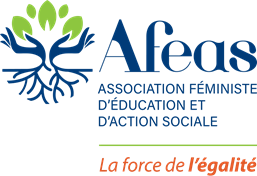 Afeas
ASSOCIATION FÉMINISTE
D'ÉDUCATION ET
D'ACTION SOCIALE
La force de l'égalité